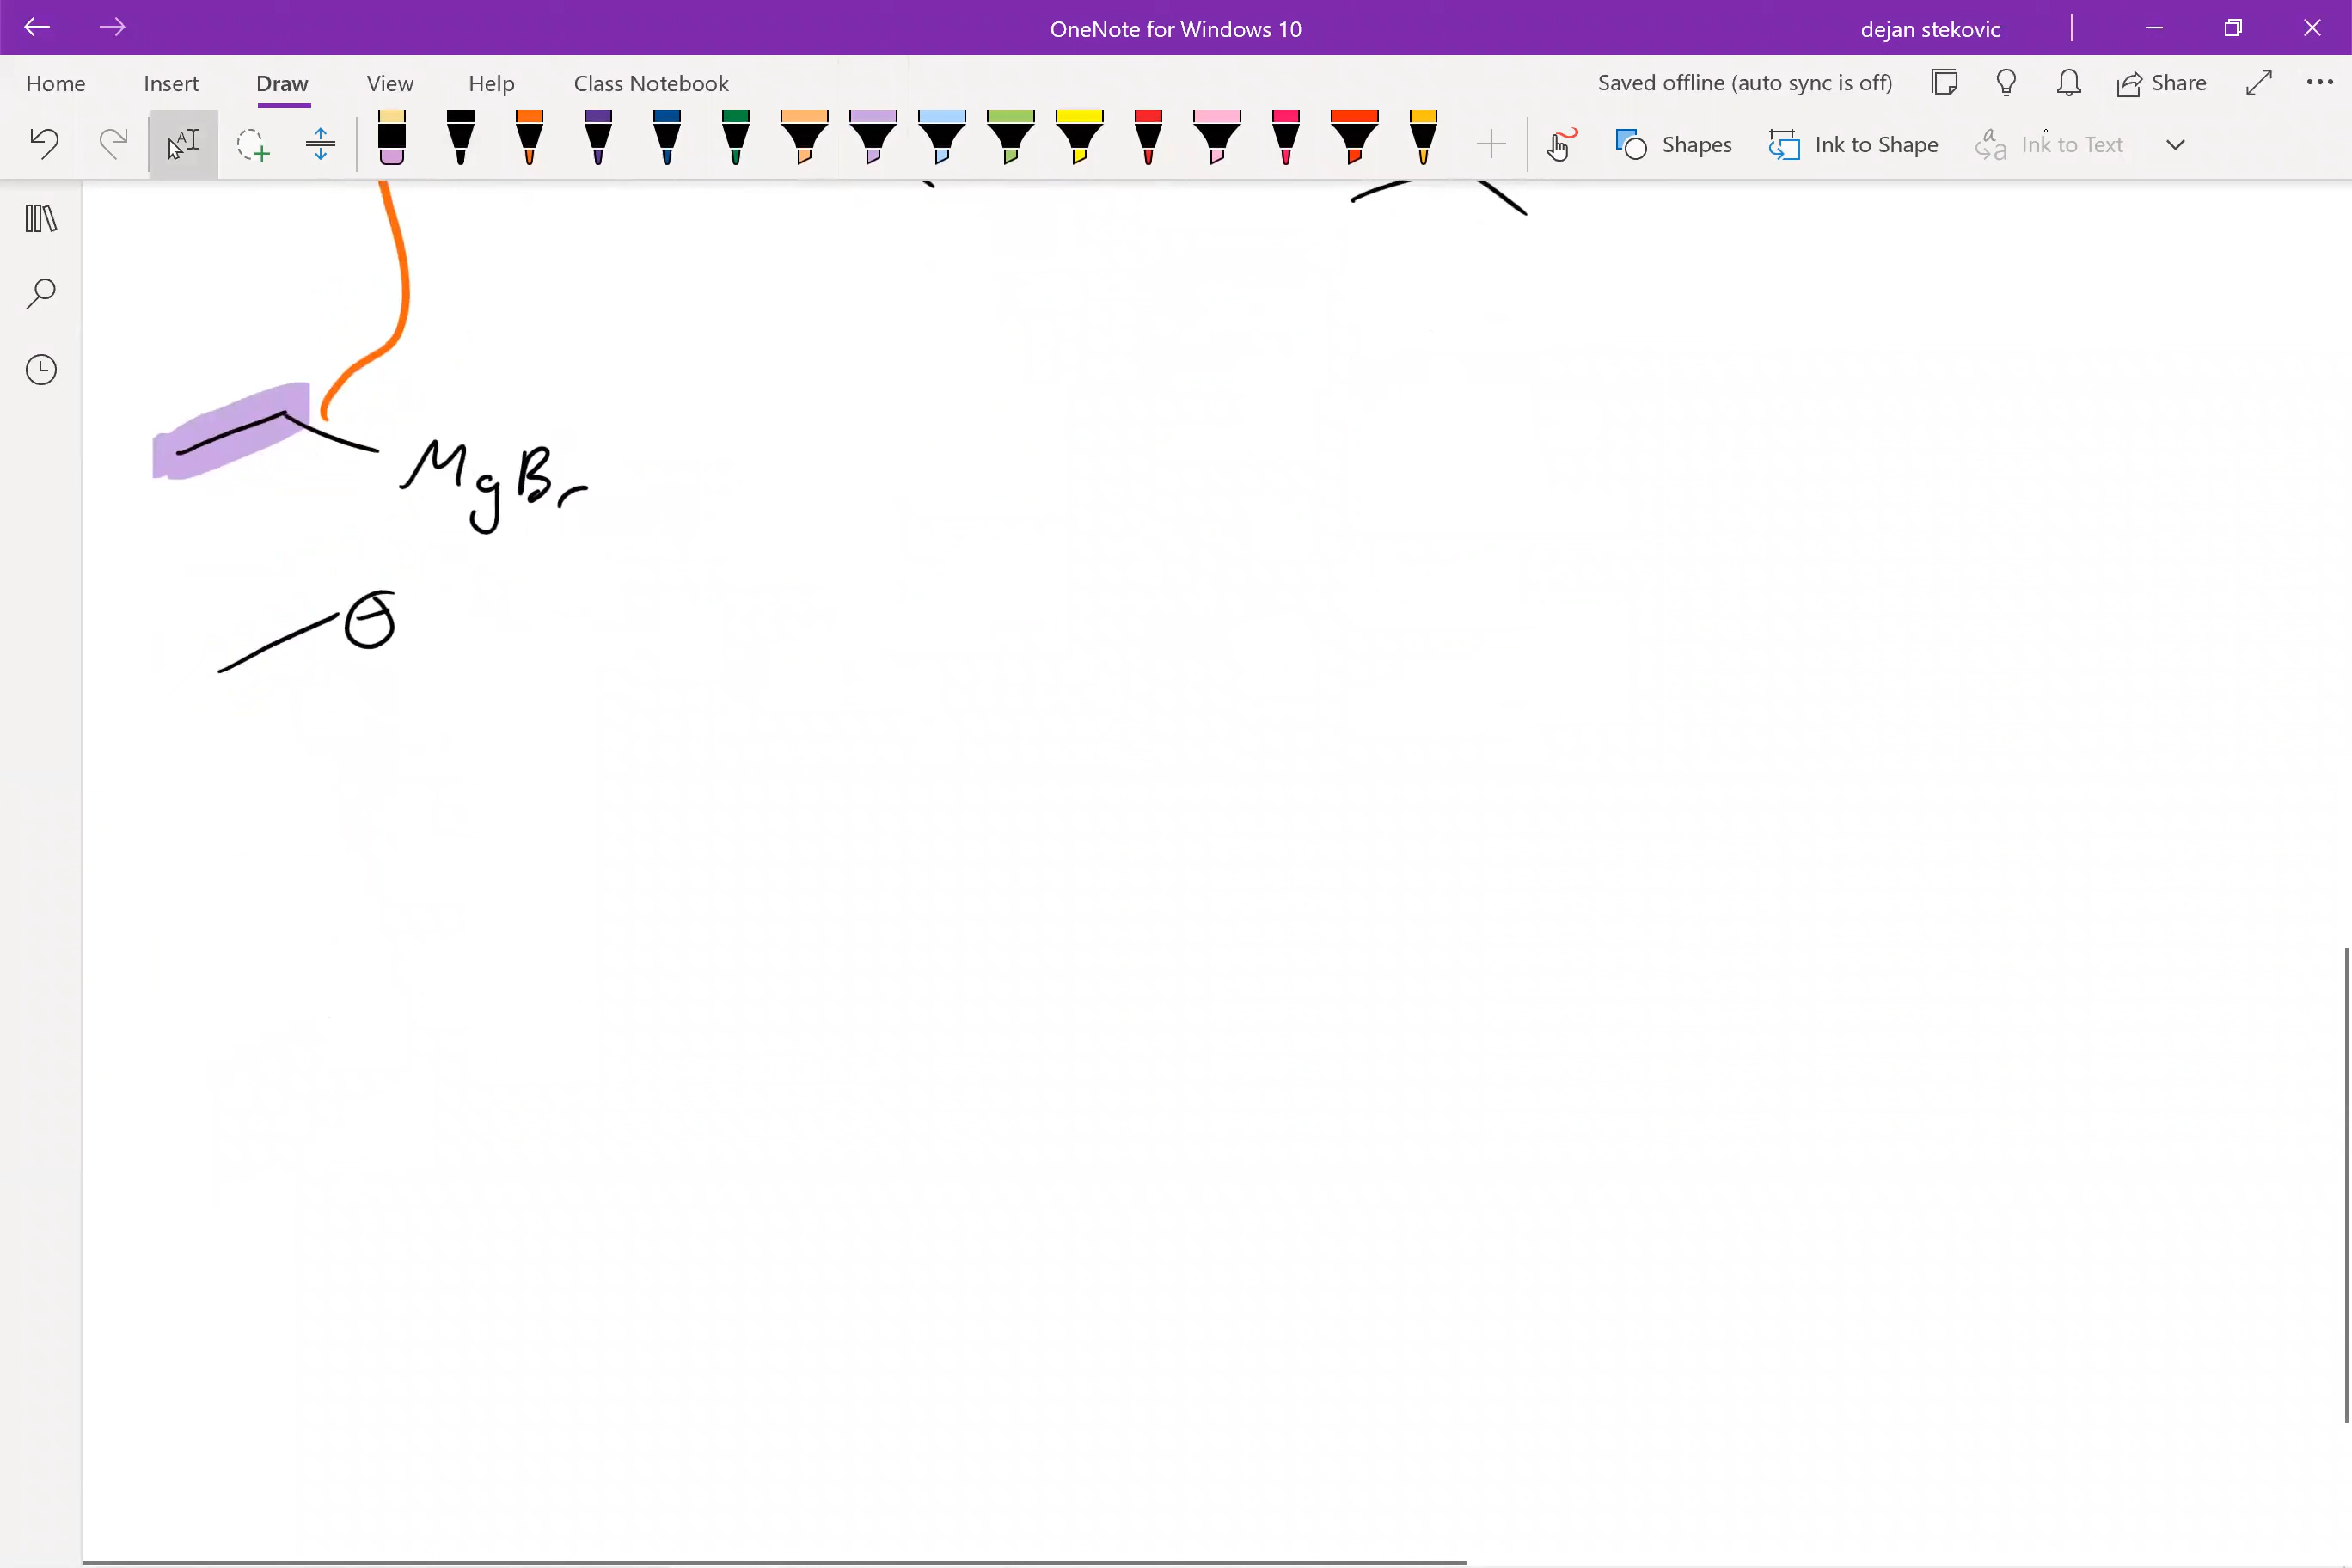 OneNote for Windows 10 dejan stekovic
Home Insert Draw View Help Class Notebook Saved offline (auto sync is off) Share
Shapes Ink to Shape Ink to Text
MgBr
⊖